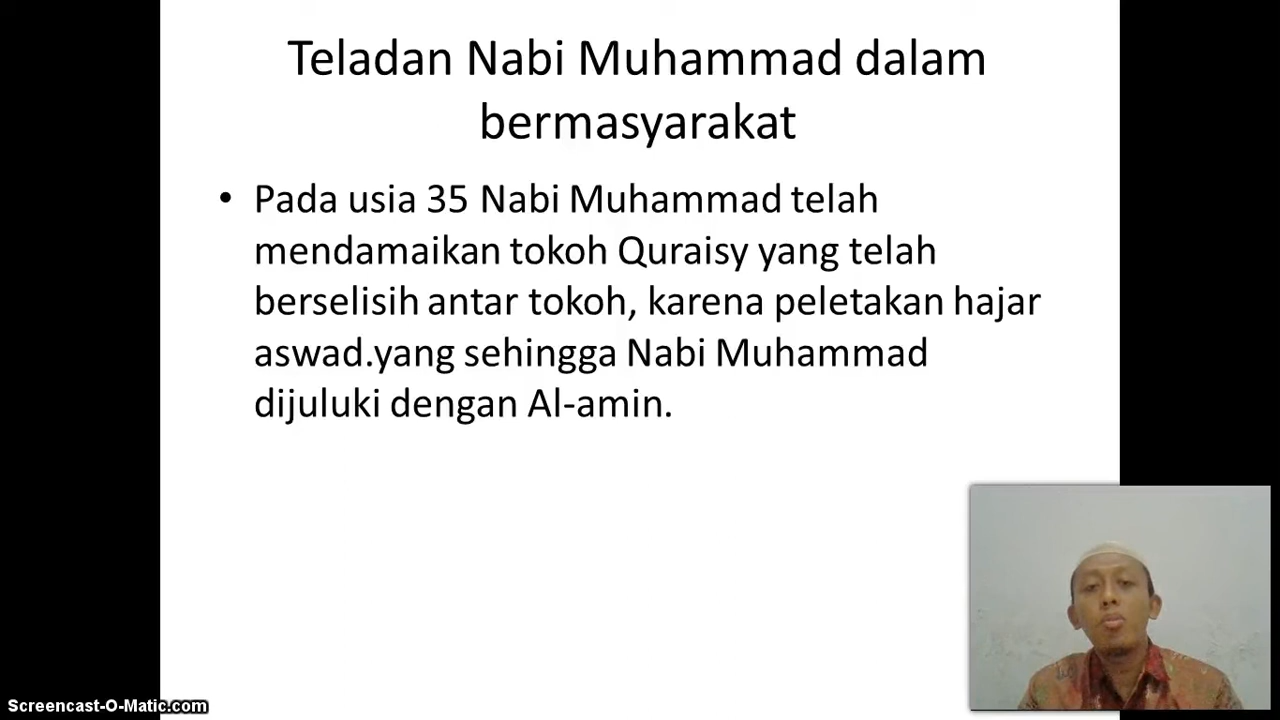 Teladan Nabi Muhammad dalam
bermasyarakat
• Pada usia 35 Nabi Muhammad telah
mendamaikan tokoh Quraisy yang telah
berselisih antar tokoh, karena peletakan hajar
aswad.yang sehingga Nabi Muhammad
dijuluki dengan Al-amin.
Screencast-O-Matic.com